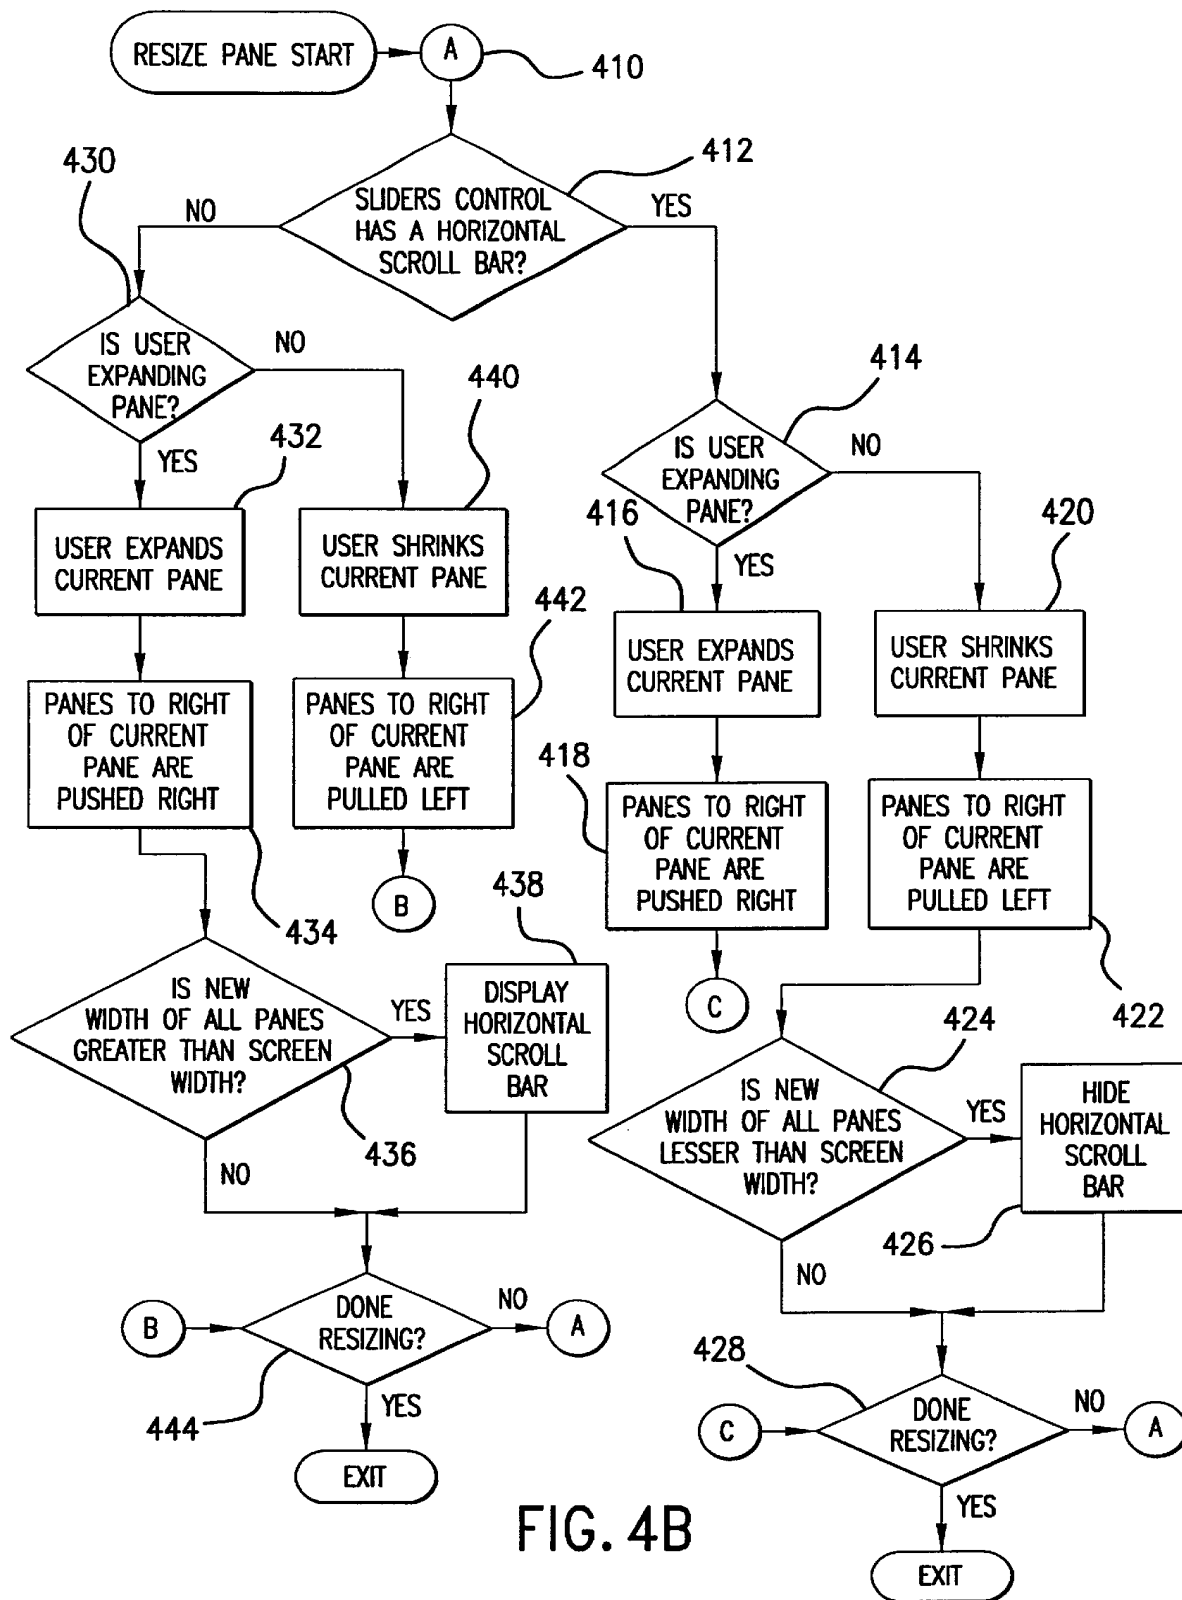 RESIZE PANE START
A
410
412
SLIDERS CONTROL
HAS A HORIZONTAL
SCROLL BAR?
NO
YES
430
IS USER
EXPANDING
PANE?
NO
YES
414
IS USER
EXPANDING
PANE?
NO
YES
432
USER EXPANDS
CURRENT PANE
440
USER SHRINKS
CURRENT PANE
416
USER EXPANDS
CURRENT PANE
420
USER SHRINKS
CURRENT PANE
PANES TO RIGHT
OF CURRENT
PANE ARE
PUSHED RIGHT
434
442
PANES TO RIGHT
OF CURRENT
PANE ARE
PULLED LEFT
B
418
PANES TO RIGHT
OF CURRENT
PANE ARE
PUSHED RIGHT
C
PANES TO RIGHT
OF CURRENT
PANE ARE
PULLED LEFT
422
IS NEW
WIDTH OF ALL PANES
GREATER THAN SCREEN
WIDTH?
436
YES
NO
438
DISPLAY
HORIZONTAL
SCROLL
BAR
424
IS NEW
WIDTH OF ALL PANES
LESSER THAN SCREEN
WIDTH?
YES
NO
HIDE
HORIZONTAL
SCROLL
BAR
426
B
DONE
RESIZING?
NO
A
444
YES
EXIT
428
C
DONE
RESIZING?
NO
A
YES
EXIT
FIG. 4B